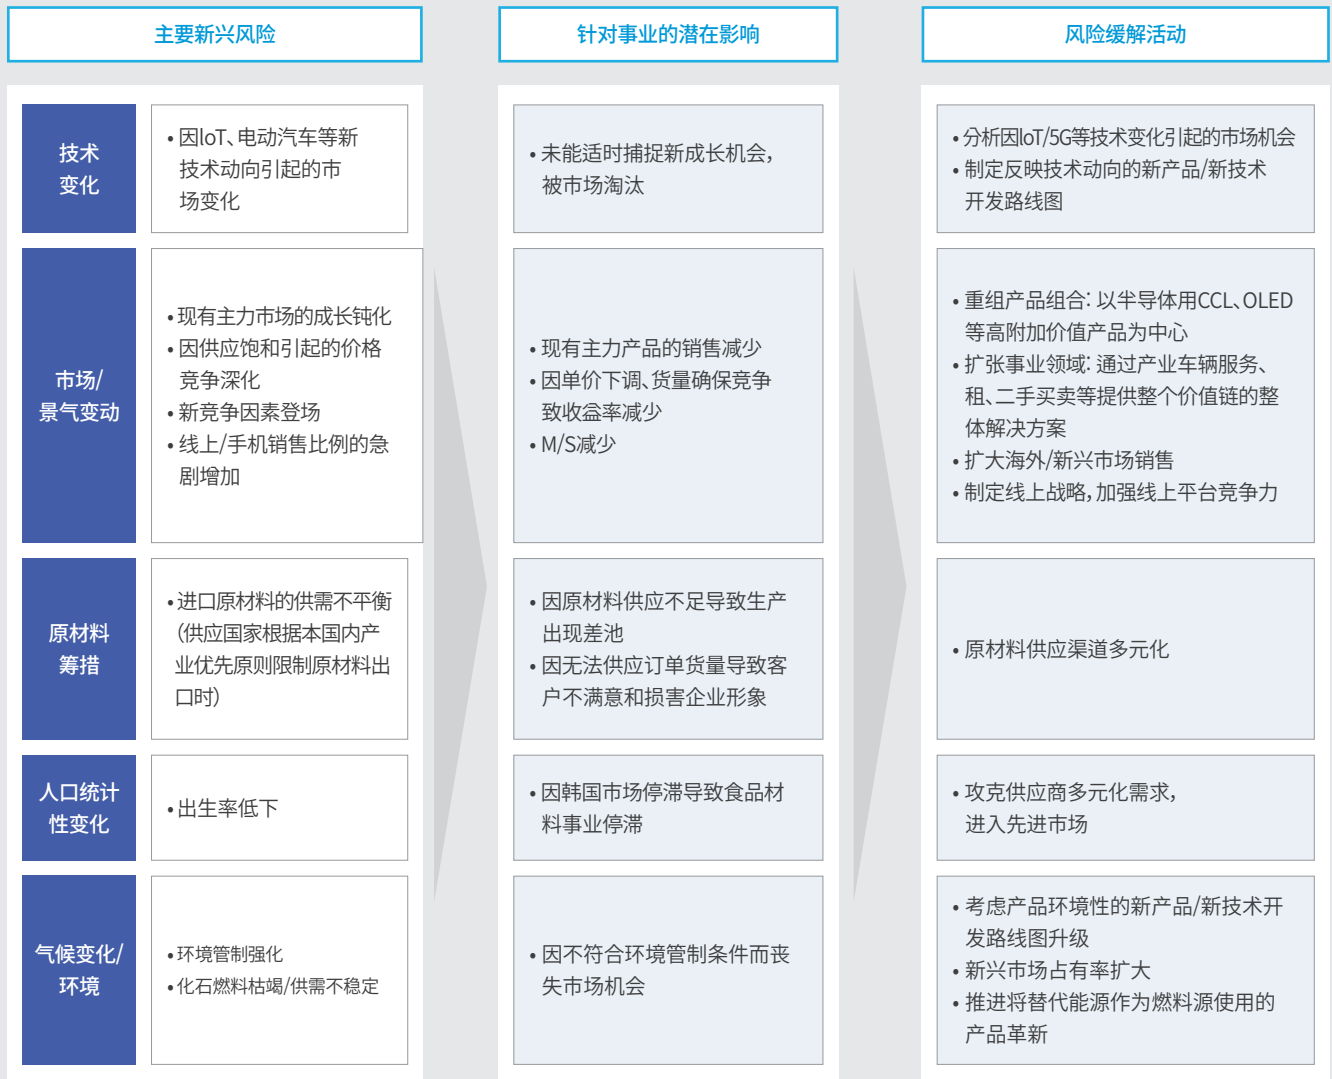 主要新兴风险
针对事业的潜在影响
风险缓解活动
技术
变化
• 因loT、电动汽车等新
技术动向引起的市
场变化
• 未能适时捕捉新成长机会,
被市场淘汰
• 分析因loT/5G等技术变化引起的市场机会
• 制定反映技术动向的新产品/新技术
开发路线图
市场/
景气变动
• 现有主力市场的成长钝化
• 因供应饱和引起的价格
竞争深化
• 新竞争因素登场
• 线上/手机销售比例的急
剧增加
• 现有主力产品的销售减少
• 因单价下调、货量确保竞争
致收益率减少
• M/S减少
• 重组产品组合: 以半导体用CCL、OLED
等高附加价值产品为中心
• 扩张事业领域: 通过产业车辆服务、
租、二手买卖等提供整个价值链的整
体解决方案
• 扩大海外/新兴市场销售
• 制定线上战略, 加强线上平台竞争力
原材料
筹措
• 进口原材料的供需不平衡
(供应国家根据本国内产
业优先原则限制原材料出
口时)
• 因原材料供应不足导致生产
出现差池
• 因无法供应订单货量导致客
户不满意和损害企业形象
• 原材料供应渠道多元化
人口统计
性变化
• 出生率低下
• 因韩国市场停滞导致食品材
料事业停滞
• 攻克供应商多元化需求,
进入先进市场
气候变化/
环境
• 环境管制强化
• 化石燃料枯竭/供需不稳定
• 因不符合环境管制条件而丧
失市场机会
• 考虑产品环境性的新产品/新技术开
发路线图升级
• 新兴市场占有率扩大
• 推进将替代能源作为燃料源使用的
产品革新